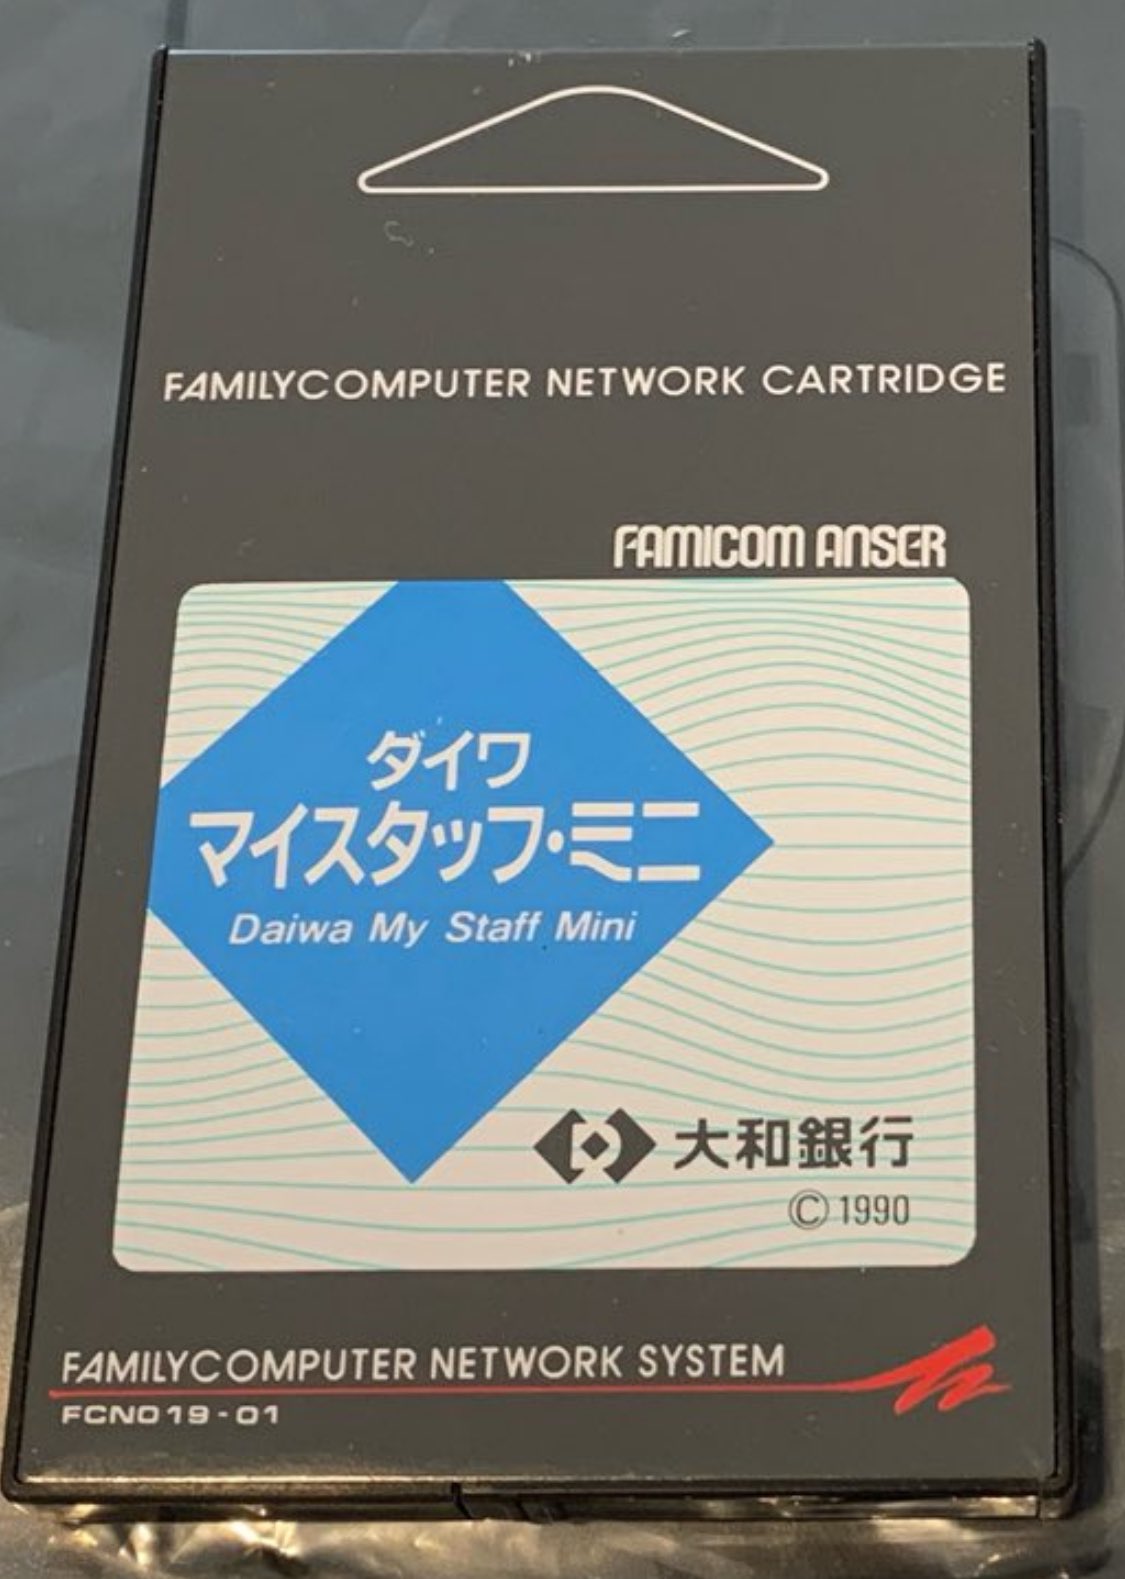 FAMILYCOMPUTER NETWORK CARTRIDGE
FAMICOM ANSER
ダイワ
マイスタッフ・ミニ
Daiwa My Staff Mini
大和銀行
© 1990
FAMILYCOMPUTER NETWORK SYSTEM
FCN019-01